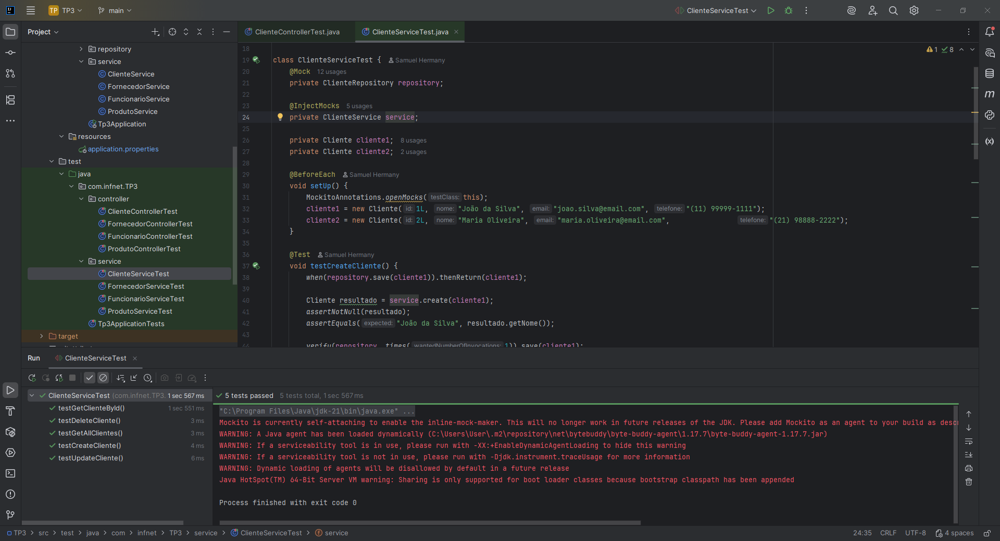 TP TP3 main ClienteServiceTest
Project
ClienteControllerTest.java ClienteServiceTest.java
repository
service
ClienteService
FornecedorService
FuncionarioService
ProdutoService
Tp3Application
resources
application.properties
test
java
com.infnet.TP3
controller
ClienteControllerTest
FornecedorControllerTest
FuncionarioControllerTest
ProdutoControllerTest
service
ClienteServiceTest
FornecedorServiceTest
FuncionarioServiceTest
ProdutoServiceTest
Tp3ApplicationTests
target
1 8
18
19 class ClienteServiceTest { Samuel Hermany
20 @Mock 12 usages
21 private ClienteRepository repository;
22
23 @InjectMocks 5 usages
24 private ClienteService service;
25
26 private Cliente cliente1; 8 usages
27 private Cliente cliente2; 2 usages
28
29 @BeforeEach Samuel Hermany
30 void setUp() {
31 MockitoAnnotations.openMocks( testClass: this);
32 cliente1 = new Cliente( id: 1L, nome: "João da Silva", email: "joao.silva@email.com", telefone: "(11) 99999-1111");
33 cliente2 = new Cliente( id: 2L, nome: "Maria Oliveira", email: "maria.oliveira@email.com", telefone: "(21) 98888-2222");
34 }
35
36 @Test Samuel Hermany
37 void testCreateCliente() {
38 when(repository.save(cliente1)).thenReturn(cliente1);
39
40 Cliente resultado = service.create(cliente1);
41 assertNotNull(resultado);
42 assertEquals( expected: "João da Silva", resultado.getNome());
43
44 verify(repository, times( wantedNumberOfInvocations: 1)).save(cliente1);
Run ClienteServiceTest
ClienteServiceTest (com.infnet.TP3. 1 sec 567 ms
testGetClienteById() 1 sec 551 ms
testDeleteCliente() 3 ms
testGetAllClientes() 3 ms
testCreateCliente() 4 ms
testUpdateCliente() 6 ms
5 tests passed 5 tests total, 1 sec 567 ms
"C:\Program Files\Java\jdk-21\bin\java.exe" ...
Mockito is currently self-attaching to enable the inline-mock-maker. This will no longer work in future releases of the JDK. Please add Mockito as an agent to your build as descr
WARNING: A Java agent has been loaded dynamically (C:\Users\User\.m2\repository\net\bytebuddy\byte-buddy-agent\1.17.7\byte-buddy-agent-1.17.7.jar)
WARNING: If a serviceability tool is in use, please run with -XX:+EnableDynamicAgentLoading to hide this warning
WARNING: If a serviceability tool is not in use, please run with -Djdk.instrument.traceUsage for more information
WARNING: Dynamic loading of agents will be disallowed by default in a future release
Java HotSpot(TM) 64-Bit Server VM warning: Sharing is only supported for boot loader classes because bootstrap classpath has been appended
Process finished with exit code 0
TP3 > src > test > java > com > infnet > TP3 > service > ClienteServiceTest > service
24:35 CRLF UTF-8 4 spaces